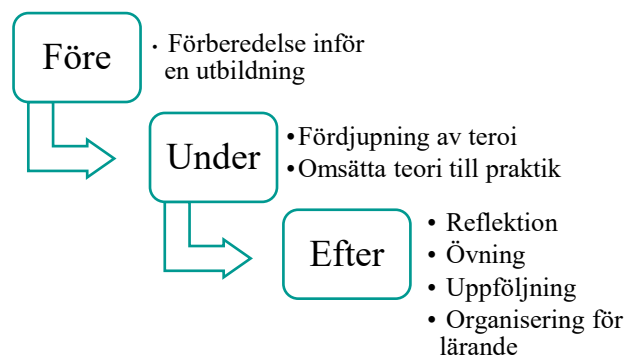 Före
· Förberedelse inför
en utbildning
Under
•Fördjupning av teroi
•Omsätta teori till praktik
Efter
• Reflektion
• Övning
• Uppföljning
• Organisering för
lärande